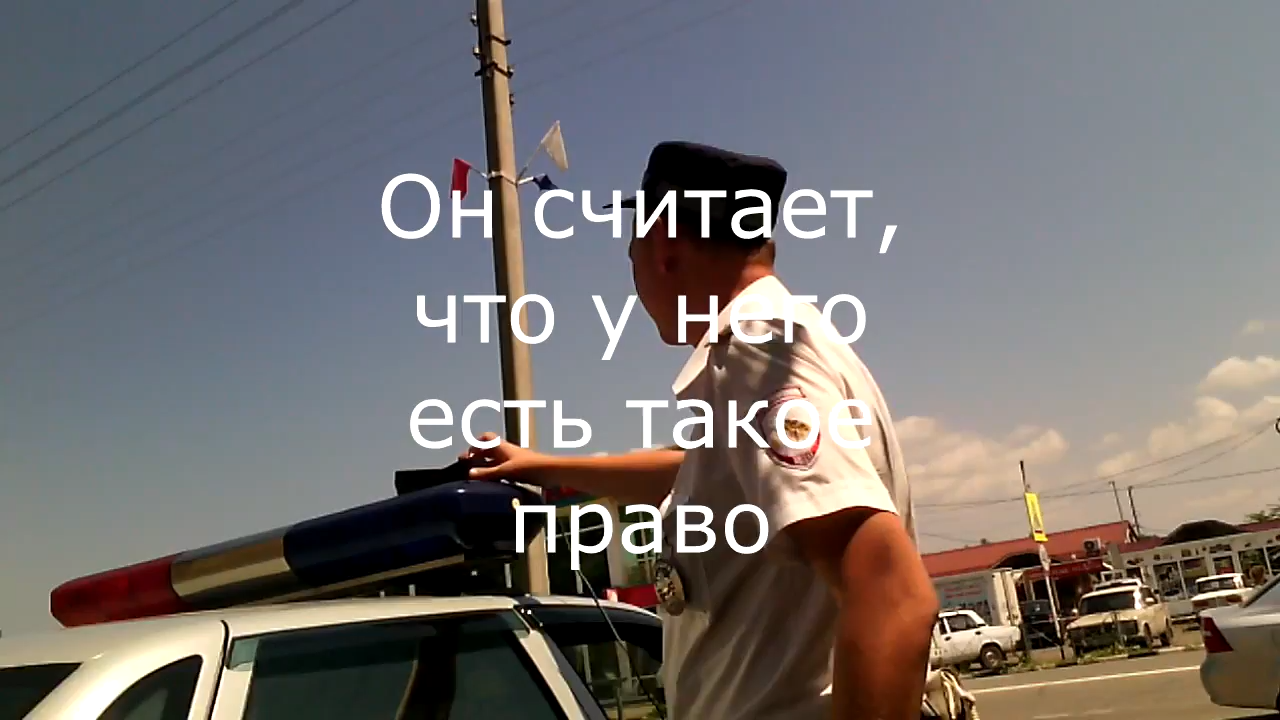 Он считает,
что у него
есть такое
право